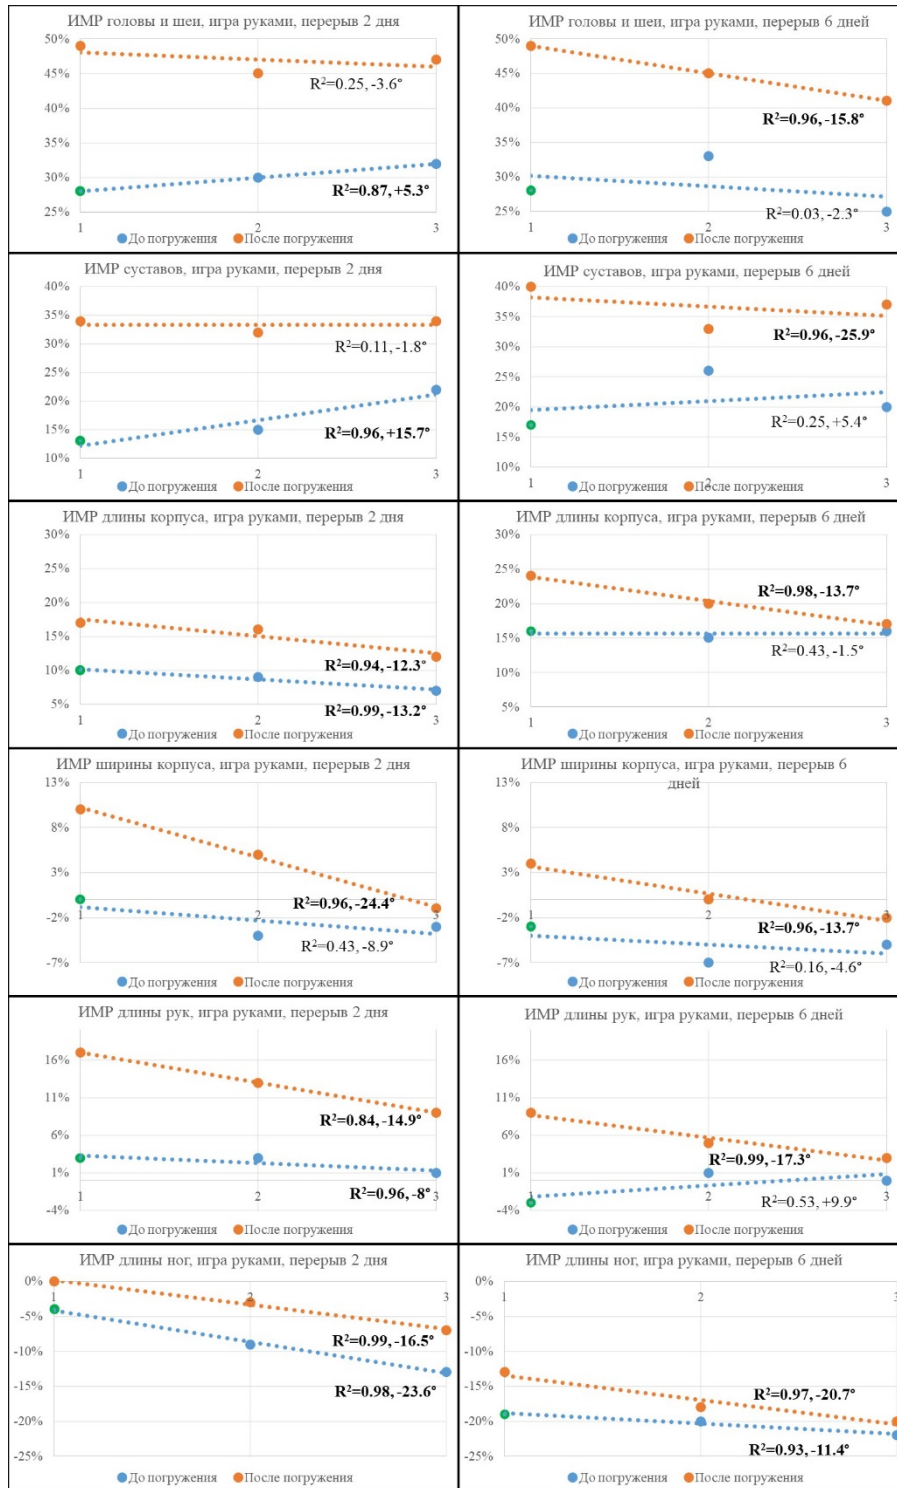 ИМР головы и шеи, игра руками, перерыв 2 дня
50%
45%
40%
35%
30%
25%
R²=0.25, -3.6°
R²=0.87, +5.3°
1
2
3
До погружения
После погружения
ИМР головы и шеи, игра руками, перерыв 6 дней
50%
45%
40%
35%
30%
25%
R²=0.96, -15.8°
R²=0.03, -2.3°
1
2
3
До погружения
После погружения
ИМР суставов, игра руками, перерыв 2 дня
40%
35%
30%
25%
20%
15%
10%
R²=0.11, -1.8°
R²=0.96, +15.7°
1
2
3
До погружения
После погружения
ИМР суставов, игра руками, перерыв 6 дней
40%
35%
30%
25%
20%
15%
10%
R²=0.96, -25.9°
R²=0.25, +5.4°
1
2
3
До погружения
После погружения
ИМР длины корпуса, игра руками, перерыв 2 дня
30%
25%
20%
15%
10%
5%
R²=0.94, -12.3°
R²=0.99, -13.2°
1
2
3
До погружения
После погружения
ИМР длины корпуса, игра руками, перерыв 6 дней
30%
25%
20%
15%
10%
5%
R²=0.98, -13.7°
R²=0.43, -1.5°
1
2
3
До погружения
После погружения
ИМР ширины корпуса, игра руками, перерыв 2 дня
13%
8%
3%
-2%
-7%
R²=0.96, -24.4°
R²=0.43, -8.9°
1
2
3
До погружения
После погружения
ИМР ширины корпуса, игра руками, перерыв 6
дней
13%
8%
3%
-2%
-7%
R²=0.96, -13.7°
R²=0.16, -4.6°
1
2
3
До погружения
После погружения
ИМР длины рук, игра руками, перерыв 2 дня
16%
11%
6%
1%
-4%
R²=0.84, -14.9°
R²=0.96, -8°
1
2
3
До погружения
После погружения
ИМР длины рук, игра руками, перерыв 6 дней
16%
11%
6%
1%
-4%
R²=0.99, -17.3°
R²=0.53, +9.9°
1
2
3
До погружения
После погружения
ИМР длины ног, игра руками, перерыв 2 дня
0%
-5%
-10%
-15%
-20%
-25%
1
2
3
R²=0.99, -16.5°
R²=0.98, -23.6°
До погружения
После погружения
ИМР длины ног, игра руками, перерыв 6 дней
0%
-5%
-10%
-15%
-20%
-25%
1
2
3
R²=0.97, -20.7°
R²=0.93, -11.4°
До погружения
После погружения